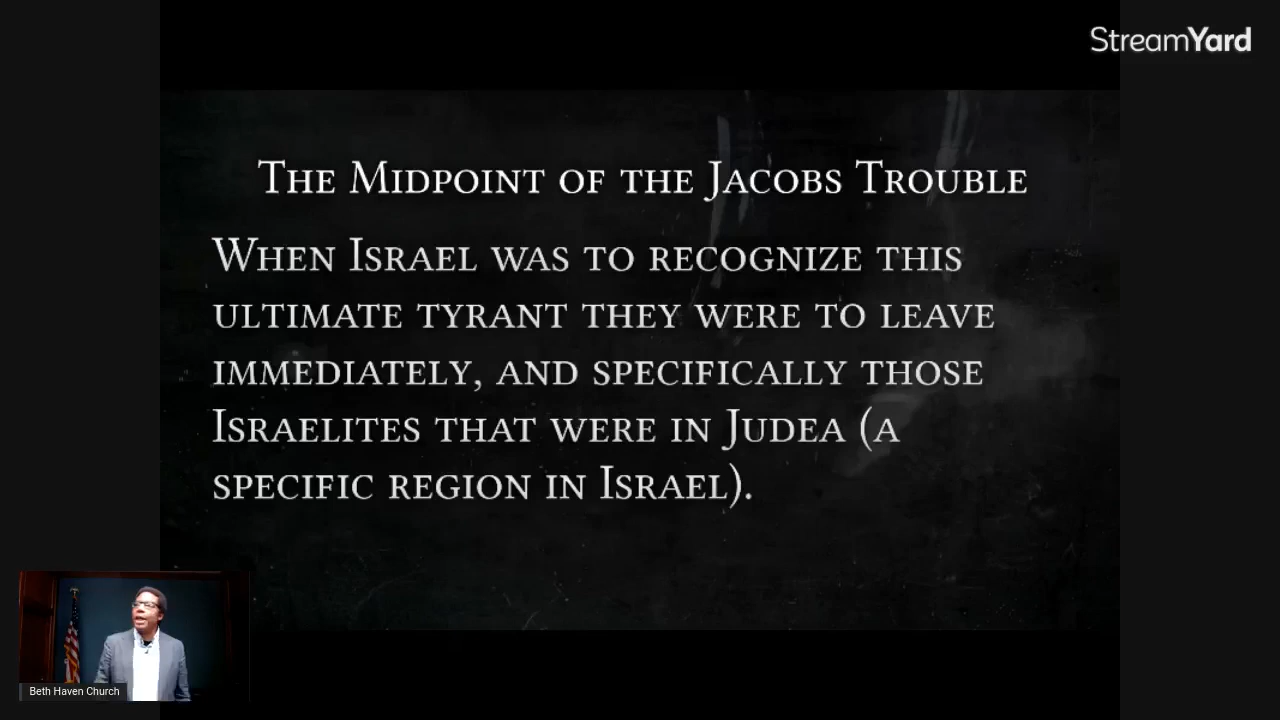 StreamYard
The Midpoint of the Jacobs Trouble
When Israel was to recognize this
ultimate tyrant they were to leave
immediately, and specifically those
Israelites that were in Judea (a
specific region in Israel).
Beth Haven Church